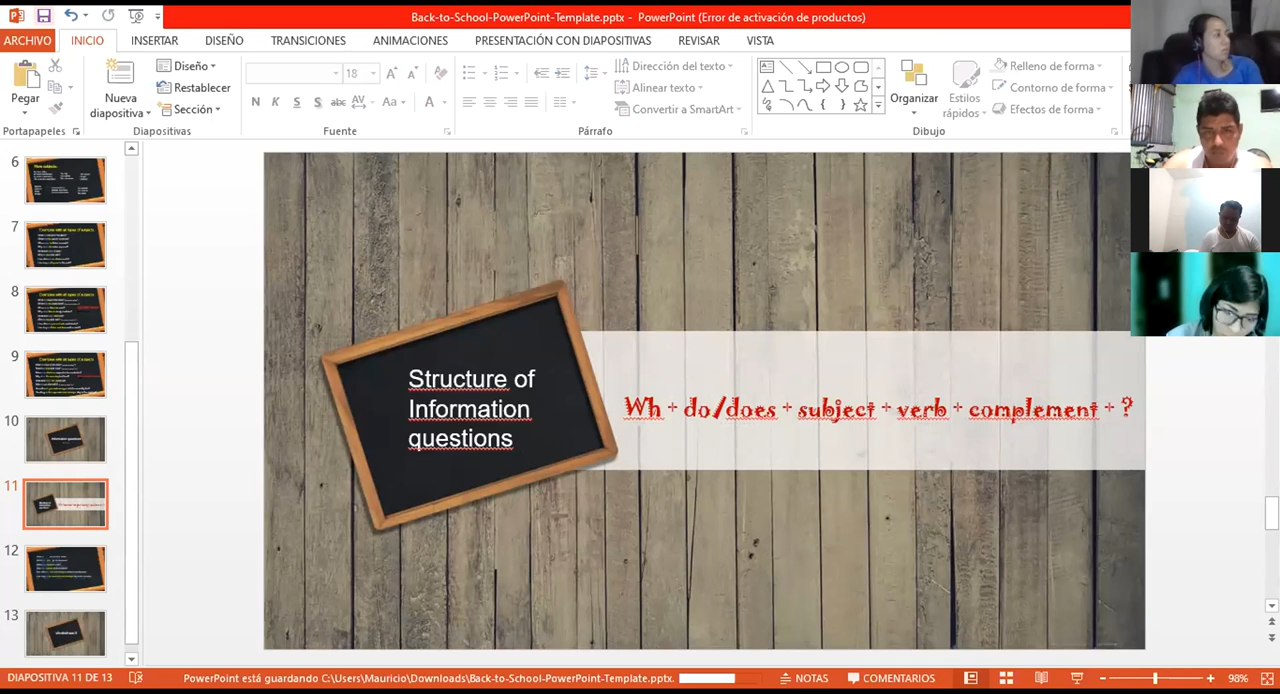 Back-to-School-PowerPoint-Template.pptx - PowerPoint (Error de activación de productos)
ARCHIVO INICIO INSERTAR DISEÑO TRANSICIONES ANIMACIONES PRESENTACIÓN CON DIAPOSITIVAS REVISAR VISTA
Pegar
Nueva diapositiva
Diseño
Restablecer
Sección
18
N K S S abc AV Aa A
Dirección del texto
Alinear texto
Convertir a SmartArt
Organizar
Estilos rápidos
Relleno de forma
Contorno de forma
Efectos de forma
Portapapeles Diapositivas Fuente Párrafo Dibujo
6
7
8
9
10
11
12
13
Structure of
Information
questions
Wh + do/does + subject + verb + complement + ?
DIAPOSITIVA 11 DE 13 PowerPoint está guardando C:\Users\Mauricio\Downloads\Back-to-School-PowerPoint-Template.pptx. NOTAS COMENTARIOS 98%